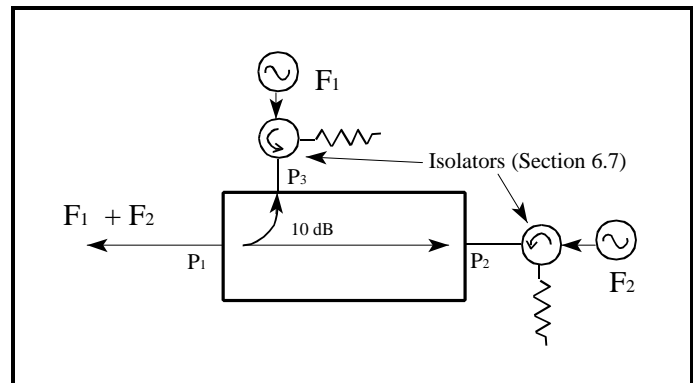 F1
Isolators (Section 6.7)
P3
F1 + F2
10 dB
P1
P2
F2